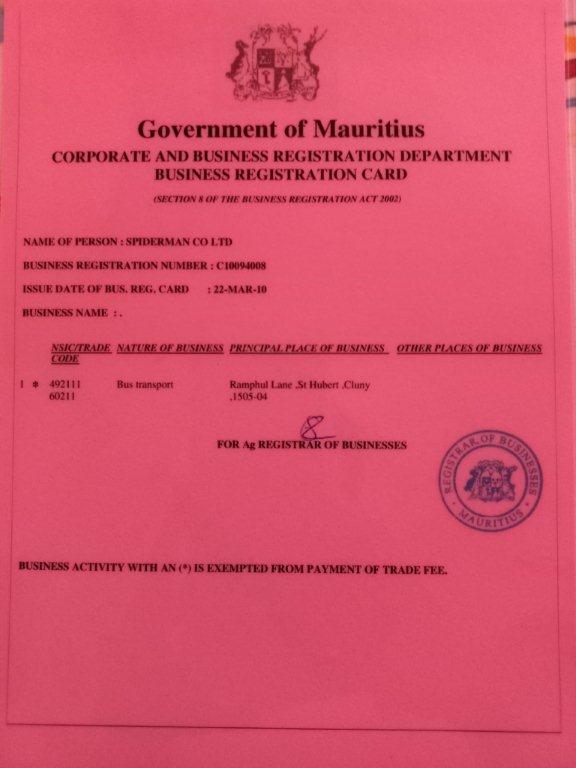 Government of Mauritius
CORPORATE AND BUSINESS REGISTRATION DEPARTMENT
BUSINESS REGISTRATION CARD
(SECTION 8 OF THE BUSINESS REGISTRATION ACT 2002)
NAME OF PERSON : SPIDERMAN CO LTD
BUSINESS REGISTRATION NUMBER : C10094008
ISSUE DATE OF BUS. REG. CARD : 22-MAR-10
BUSINESS NAME : .
NSIC/TRADE NATURE OF BUSINESS PRINCIPAL PLACE OF BUSINESS OTHER PLACES OF BUSINESS
CODE
1 * 492111 Bus transport Ramphul Lane ,St Hubert ,Cluny
60211 ,1505-04
FOR Ag REGISTRAR OF BUSINESSES
REGISTRAR OF BUSINESSES
MAURITIUS
BUSINESS ACTIVITY WITH AN (*) IS EXEMPTED FROM PAYMENT OF TRADE FEE.